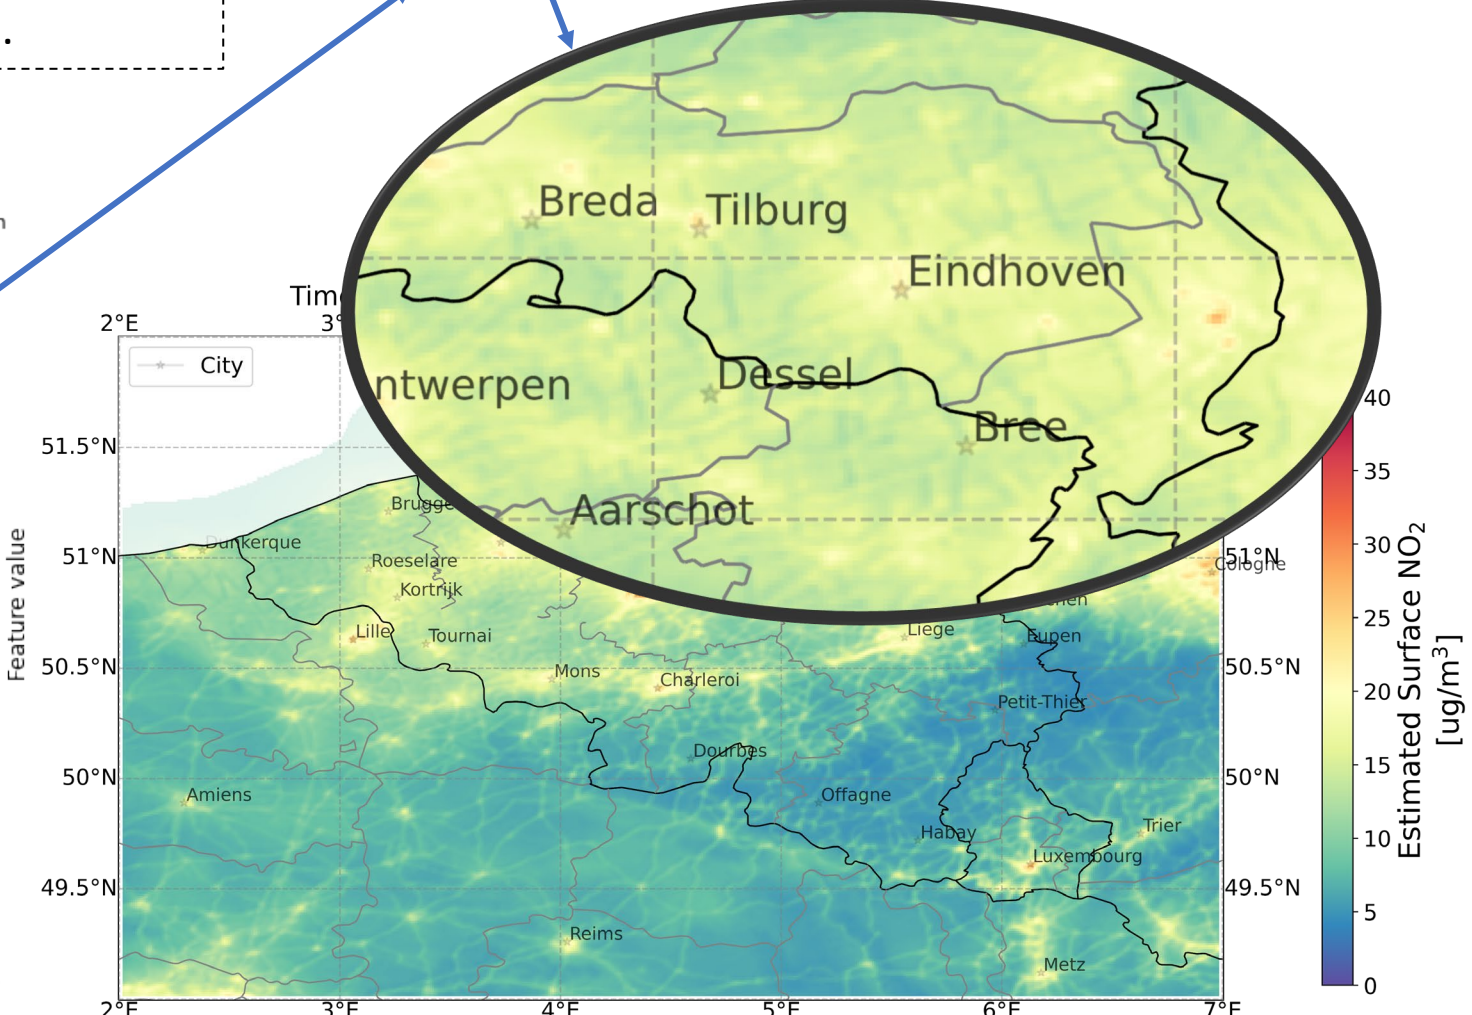 .
Breda
Tilburg
Eindhoven
Tim
2°E
3°
City
ntwerpen
Dessel
Bree
Aarschot
40
35
30
25
20
15
10
5
0
51.5°N
51°N
50.5°N
50°N
49.5°N
Feature value
Brugge
Dunkerque
Roeselare
Kortrijk
Lille
Tournai
Mons
Charleroi
Liege
chen
Eupen
Cologne
51°N
50.5°N
50°N
49.5°N
Petit-Thier
Dourbes
Amiens
Offagne
Habay
Trier
Luxembourg
Reims
Metz
2°E
3°E
4°E
5°E
6°E
7°E
Estimated Surface NO₂
[ug/m³]